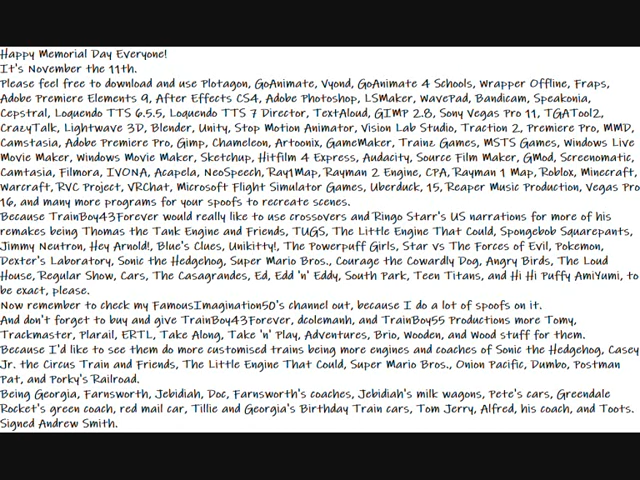 Happy Memorial Day Everyone!
It's November the 11th.
Please feel free to download and use Plotagon, GoAnimate, Vyond, GoAnimate 4 Schools, Wrapper Offline, Fraps,
Adobe Premiere Elements 9, After Effects CS4, Adobe Photoshop, LSMaker, WavePad, Bandicam, Speakonia,
Cepstral, Loquendo TTS 6.5.5, Loquendo TTS 7 Director, TextAloud, GIMP 2.8, Sony Vegas Pro 11, TGATool2,
CrazyTalk, Lightwave 3D, Blender, Unity, Stop Motion Animator, Vision Lab Studio, Traction 2, Premiere Pro, MMD,
Camstasia, Adobe Premiere Pro, Gimp, Chameleon, Artoonix, GameMaker, Trainz Games, MSTS Games, Windows Live
Movie Maker, Windows Movie Maker, Sketchup, Hitfilm 4 Express, Audacity, Source Film Maker, GMod, Screenomatic,
Camtasia, Filmora, IVONA, Acapela, NeoSpeech, Ray1Map, Rayman 2 Engine, CPA, Rayman 1 Map, Roblox, Minecraft,
Warcraft, RVC Project, VRChat, Microsoft Flight Simulator Games, Uberduck, 15, Reaper Music Production, Vegas Pro
16, and many more programs for your spoofs to recreate scenes.
Because TrainBoy43Forever would really like to use crossovers and Ringo Starr's US narrations for more of his
remakes being Thomas the Tank Engine and Friends, TUGS, The Little Engine That Could, Spongebob Squarepants,
Jimmy Neutron, Hey Arnold!, Blue's Clues, Unikitty!, The Powerpuff Girls, Star vs The Forces of Evil, Pokemon,
Dexter's Laboratory, Sonic the Hedgehog, Super Mario Bros., Courage the Cowardly Dog, Angry Birds, The Loud
House, Regular Show, Cars, The Casagrandes, Ed, Edd 'n' Eddy, South Park, Teen Titans, and Hi Hi Puffy AmiYumi, to
be exact, please.
Now remember to check my FamousImagination50's channel out, because I do a lot of spoofs on it.
And don't forget to buy and give TrainBoy43Forever, dcolemanh, and TrainBoy55 Productions more Tomy,
Trackmaster, Plarail, ERTL, Take Along, Take 'n' Play, Adventures, Brio, Wooden, and Wood stuff for them.
Because I'd like to see them do more customised trains being more engines and coaches of Sonic the Hedgehog, Casey
Jr. the Circus Train and Friends, The Little Engine That Could, Super Mario Bros., Onion Pacific, Dumbo, Postman
Pat, and Porky's Railroad.
Being Georgia, Farnsworth, Jebidiah, Doc, Farnsworth's coaches, Jebidiah's milk wagons, Pete's cars, Greendale
Rocket's green coach, red mail car, Tillie and Georgia's Birthday Train cars, Tom Jerry, Alfred, his coach, and Toots.
Signed Andrew Smith.